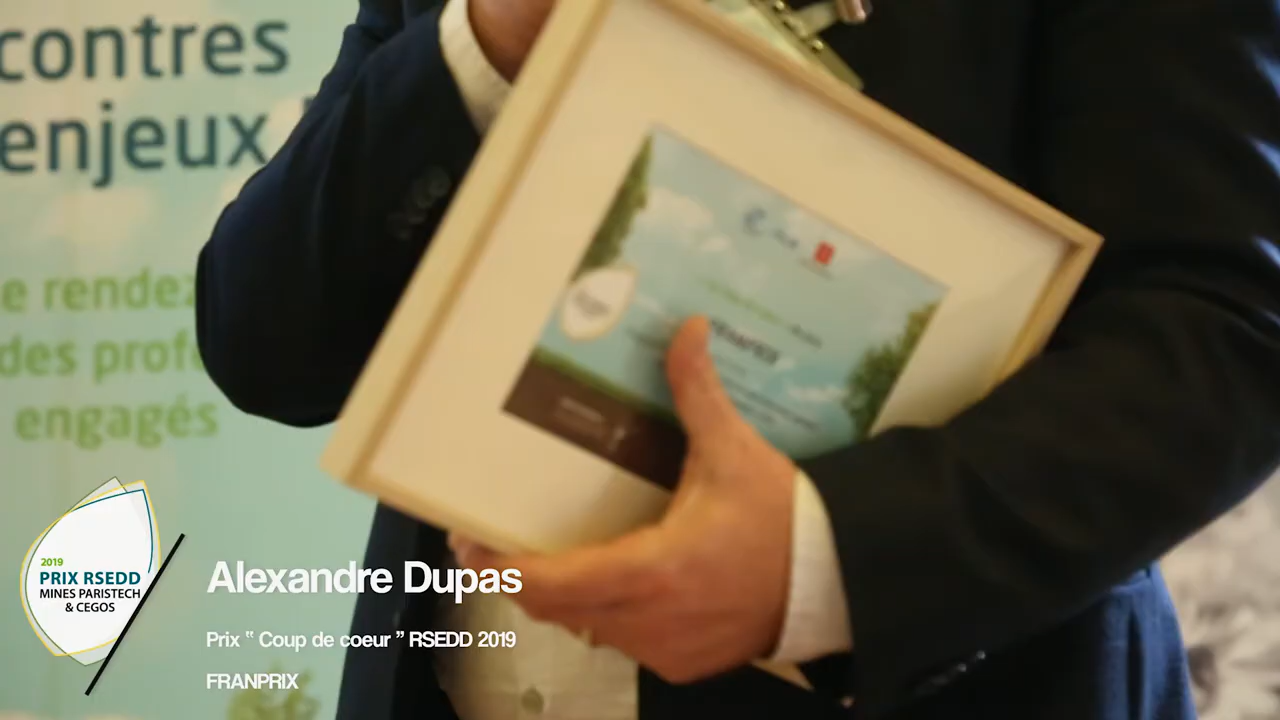 contres
enjeux !
e rendez
des profe
engagés
FRANPRIX
2019
PRIX RSEDD
MINES PARISTECH
& CEGOS
Alexandre Dupas
Prix " Coup de coeur " RSEDD 2019
FRANPRIX